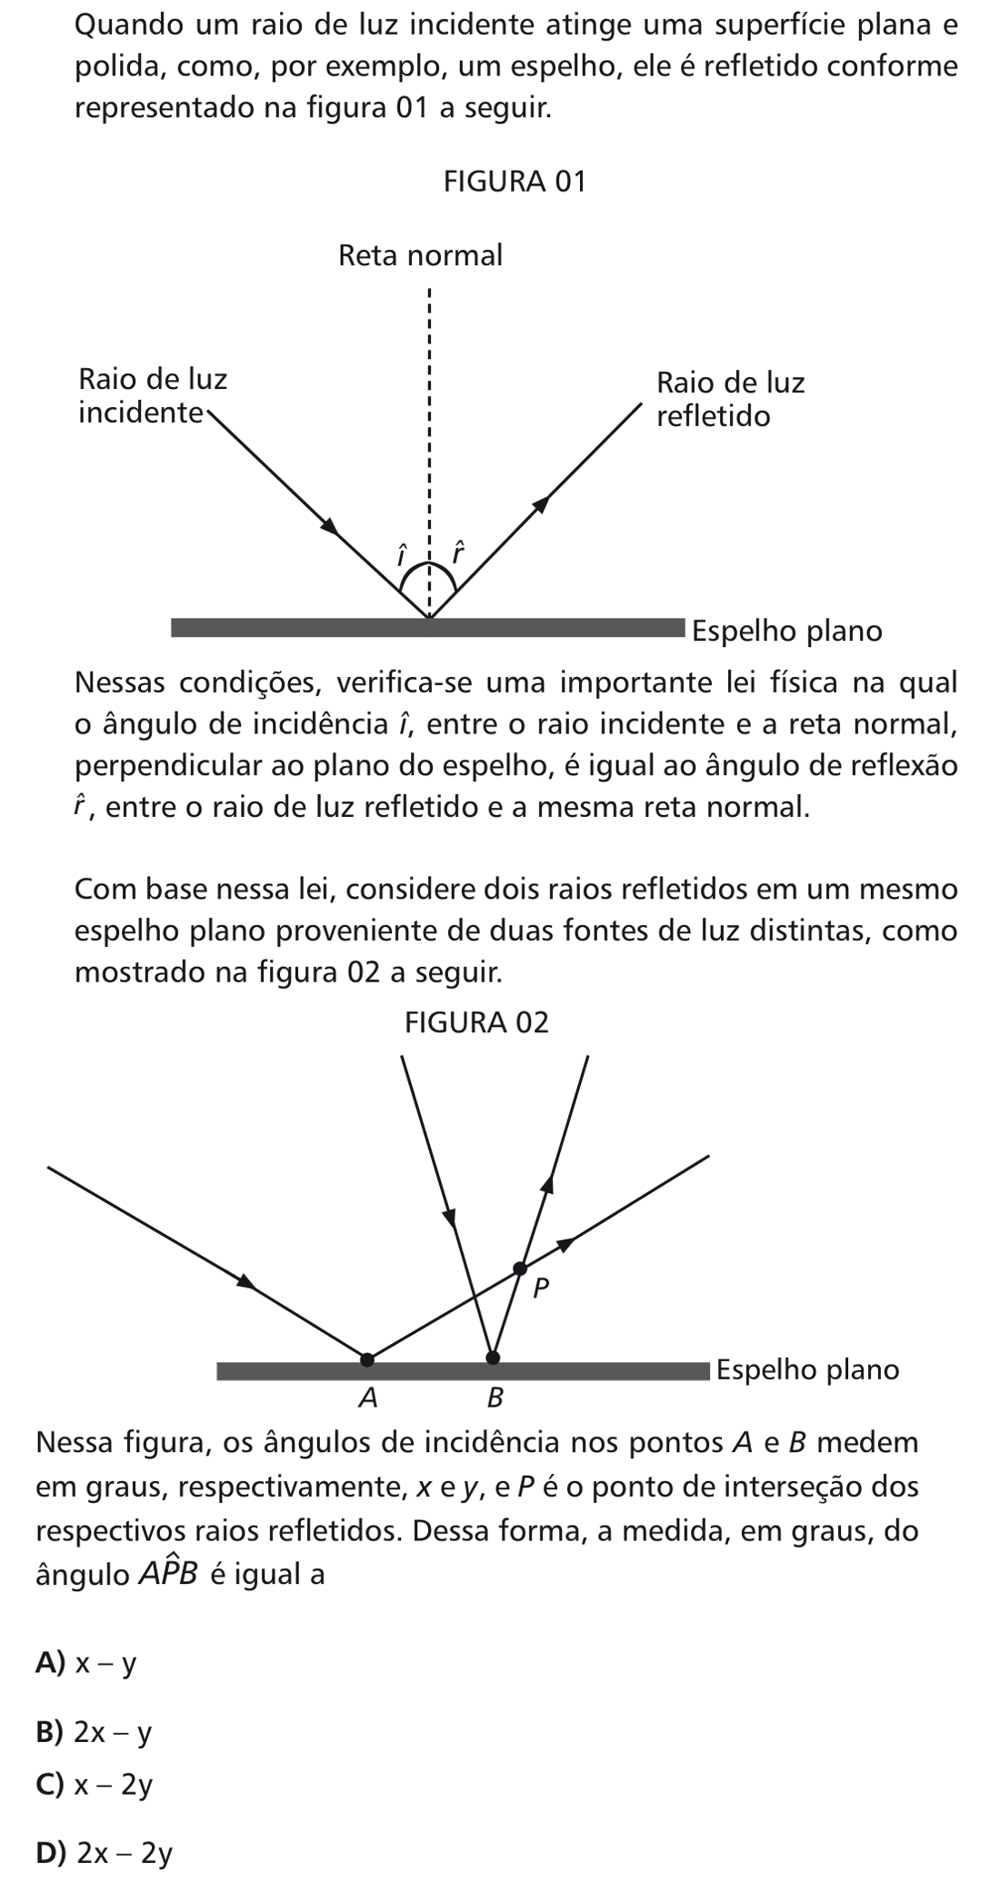 Quando um raio de luz incidente atinge uma superfície plana e
polida, como, por exemplo, um espelho, ele é refletido conforme
representado na figura 01 a seguir.
FIGURA 01
Reta normal
Raio de luz
incidente
Raio de luz
refletido
î
r̂
Espelho plano
Nessas condições, verifica-se uma importante lei física na qual
o ângulo de incidência î, entre o raio incidente e a reta normal,
perpendicular ao plano do espelho, é igual ao ângulo de reflexão
r̂, entre o raio de luz refletido e a mesma reta normal.
Com base nessa lei, considere dois raios refletidos em um mesmo
espelho plano proveniente de duas fontes de luz distintas, como
mostrado na figura 02 a seguir.
FIGURA 02
P
Espelho plano
A
B
Nessa figura, os ângulos de incidência nos pontos A e B medem
em graus, respectivamente, x e y, e P é o ponto de interseção dos
respectivos raios refletidos. Dessa forma, a medida, em graus, do
ângulo AP̂B é igual a
A) x – y
B) 2x – y
C) x – 2y
D) 2x – 2y